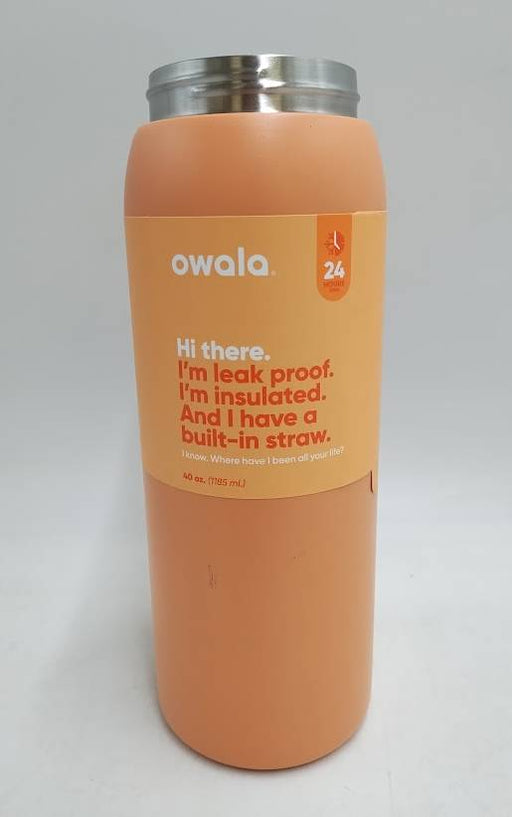 owala
24
HOURS
Hi there.
I'm leak proof.
I'm insulated.
And I have a
built-in straw.
I know. Where have I been all your life?
40 oz. (1185 mL)